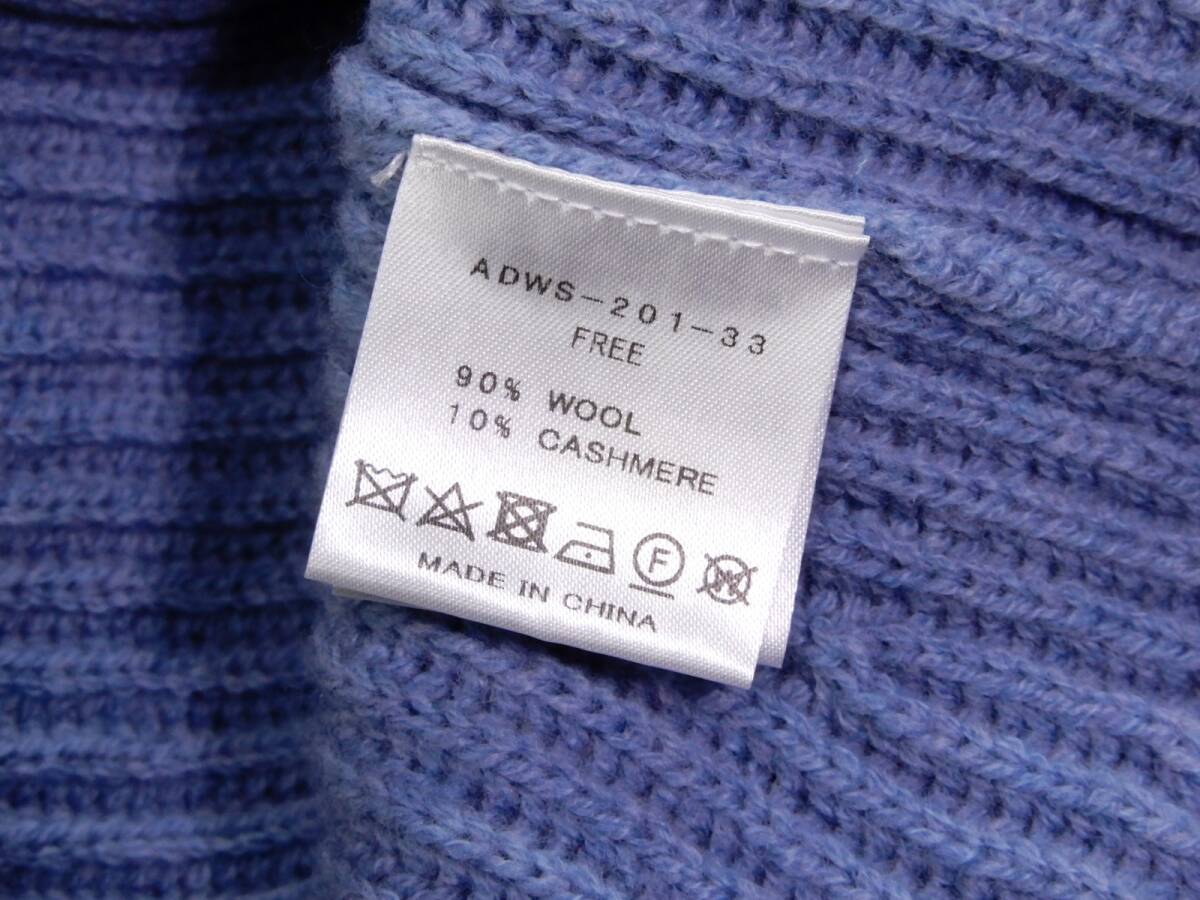 ADWS-201-33
FREE
90% WOOL
10% CASHMERE
F W
MADE IN CHINA